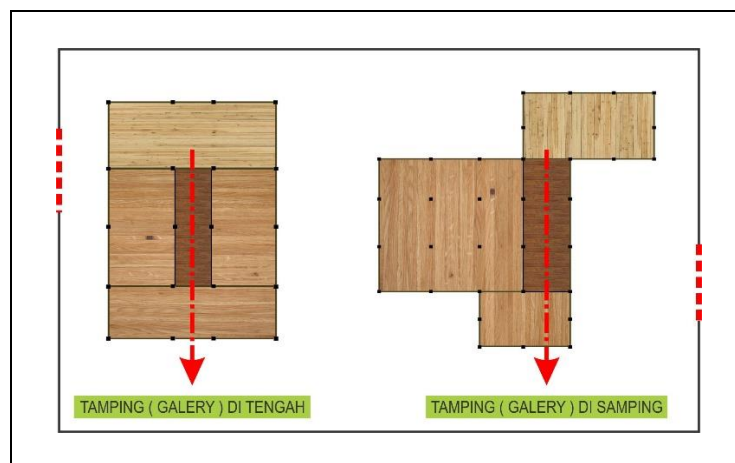 TAMPING ( GALERY ) DI TENGAH
TAMPING ( GALERY ) DI SAMPING